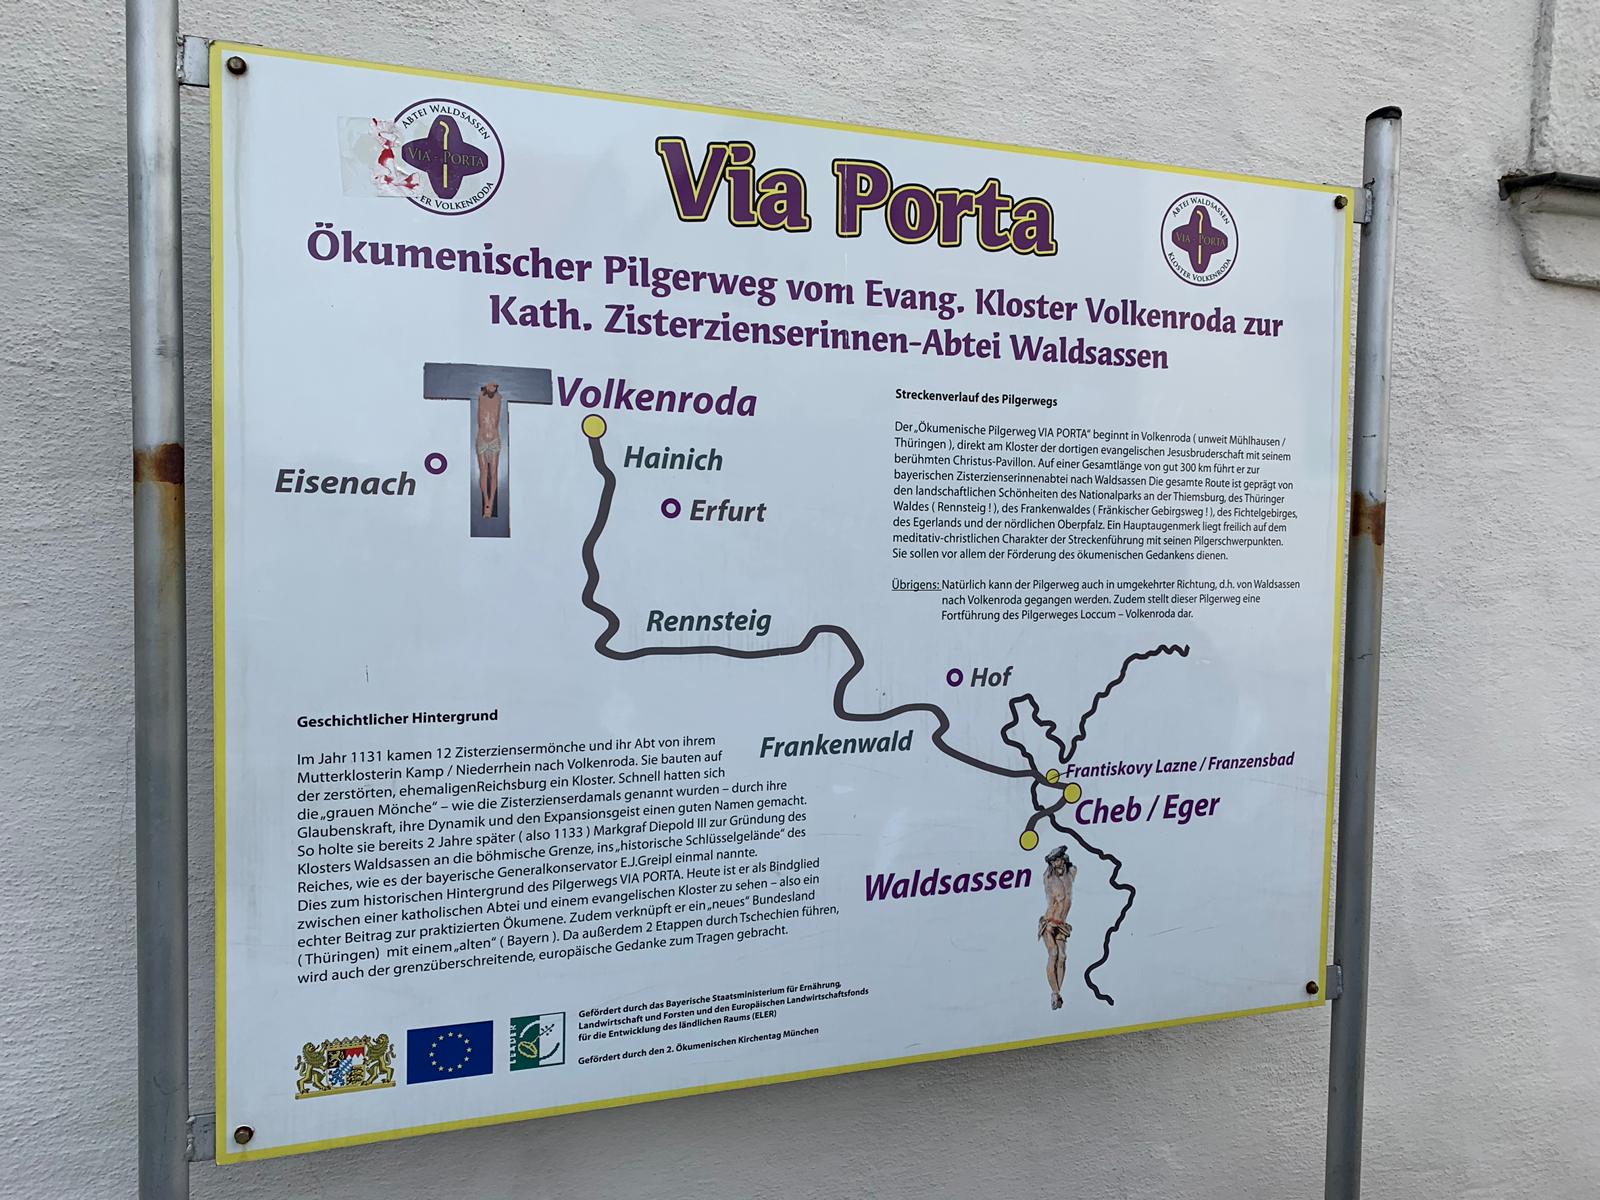 ABTEI WALDSASSEN
VIA - PORTA
TER VOLKENRODA
Via Porta
ABTEI WALDSASSEN
VIA - PORTA
KLOSTER VOLKENRODA
Ökumenischer Pilgerweg vom Evang. Kloster Volkenroda zur
Kath. Zisterzienserinnen-Abtei Waldsassen
Volkenroda
Hainich
Eisenach
Erfurt
Rennsteig
Hof
Frankenwald
Frantiskovy Lazne / Franzensbad
Cheb / Eger
Waldsassen
Streckenverlauf des Pilgerwegs
Der „Ökumenische Pilgerweg VIA PORTA“ beginnt in Volkenroda ( unweit Mühlhausen /
Thüringen ), direkt am Kloster der dortigen evangelischen Jesusbruderschaft mit seinem
berühmten Christus-Pavillon. Auf einer Gesamtlänge von gut 300 km führt er zur
bayerischen Zisterzienserinnenabtei nach Waldsassen Die gesamte Route ist geprägt von
den landschaftlichen Schönheiten des Nationalparks an der Thiemsburg, des Thüringer
Waldes ( Rennsteig ! ), des Frankenwaldes ( Fränkischer Gebirgsweg ! ), des Fichtelgebirges,
des Egerlands und der nördlichen Oberpfalz. Ein Hauptaugenmerk liegt freilich auf dem
meditativ-christlichen Charakter der Streckenführung mit seinen Pilgerschwerpunkten.
Sie sollen vor allem der Förderung des ökumenischen Gedankens dienen.
Übrigens: Natürlich kann der Pilgerweg auch in umgekehrter Richtung, d.h. von Waldsassen
nach Volkenroda gegangen werden. Zudem stellt dieser Pilgerweg eine
Fortführung des Pilgerweges Loccum – Volkenroda dar.
Geschichtlicher Hintergrund
Im Jahr 1131 kamen 12 Zisterziensermönche und ihr Abt von ihrem
Mutterklosterin Kamp / Niederrhein nach Volkenroda. Sie bauten auf
der zerstörten, ehemaligenReichsburg ein Kloster. Schnell hatten sich
die „grauen Mönche“ – wie die Zisterzienserdamals genannt wurden – durch ihre
Glaubenskraft, ihre Dynamik und den Expansionsgeist einen guten Namen gemacht.
So holte sie bereits 2 Jahre später ( also 1133 ) Markgraf Diepold III zur Gründung des
Klosters Waldsassen an die böhmische Grenze, ins „historische Schlüsselgelände“ des
Reiches, wie es der bayerische Generalkonservator E.J.Greipl einmal nannte.
Dies zum historischen Hintergrund des Pilgerwegs VIA PORTA. Heute ist er als Bindglied
zwischen einer katholischen Abtei und einem evangelischen Kloster zu sehen – also ein
echter Beitrag zur praktizierten Ökumene. Zudem verknüpft er ein „neues“ Bundesland
( Thüringen) mit einem „alten“ ( Bayern ). Da außerdem 2 Etappen durch Tschechien führen,
wird auch der grenzüberschreitende, europäische Gedanke zum Tragen gebracht.
LEADER
Gefördert durch das Bayerische Staatsministerium für Ernährung,
Landwirtschaft und Forsten und den Europäischen Landwirtschaftsfonds
für die Entwicklung des ländlichen Raums (ELER)
Gefördert durch den 2. Ökumenischen Kirchentag München